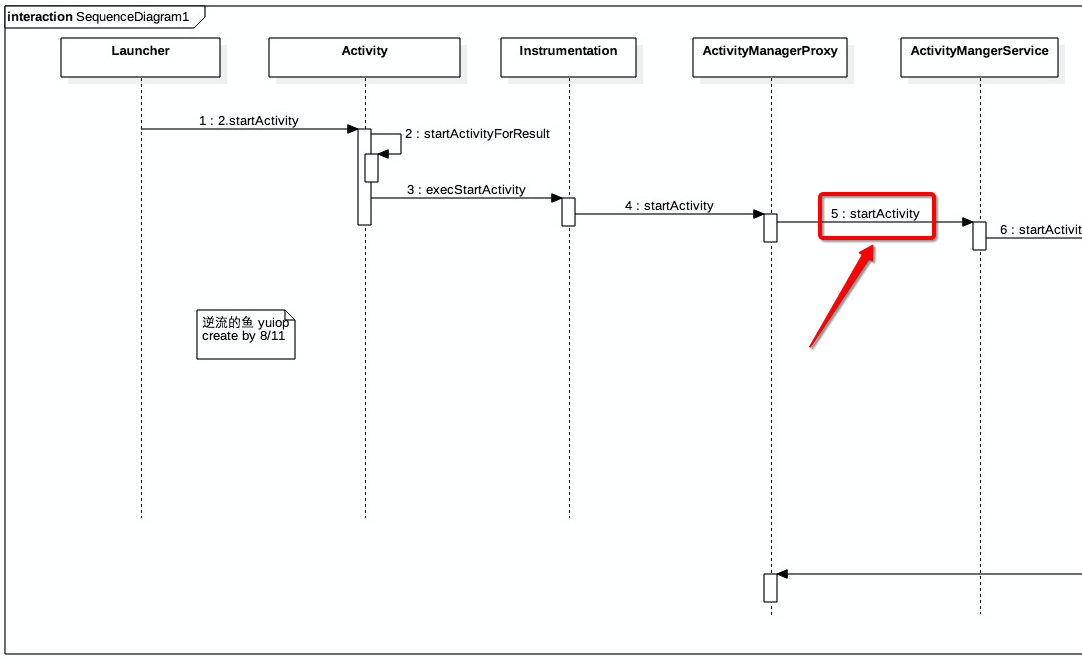 interaction SequenceDiagram1
Launcher
Activity
Instrumentation
ActivityManagerProxy
ActivityMangerService
1 : 2.startActivity
2 : startActivityForResult
3 : execStartActivity
4 : startActivity
5 : startActivity
6 : startActivit
逆流的鱼 yuiop
create by 8/11